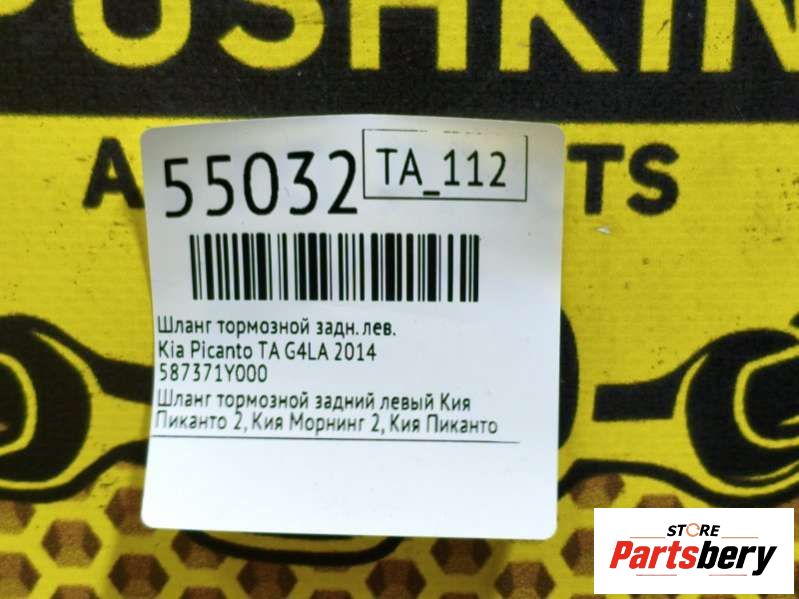 PUSHKIN
A TS
55032
TA_112
Шланг тормозной задн. лев.
Kia Picanto TA G4LA 2014
587371Y000
Шланг тормозной задний левый Кия
Пиканто 2, Кия Морнинг 2, Кия Пиканто
STORE
Partsbery